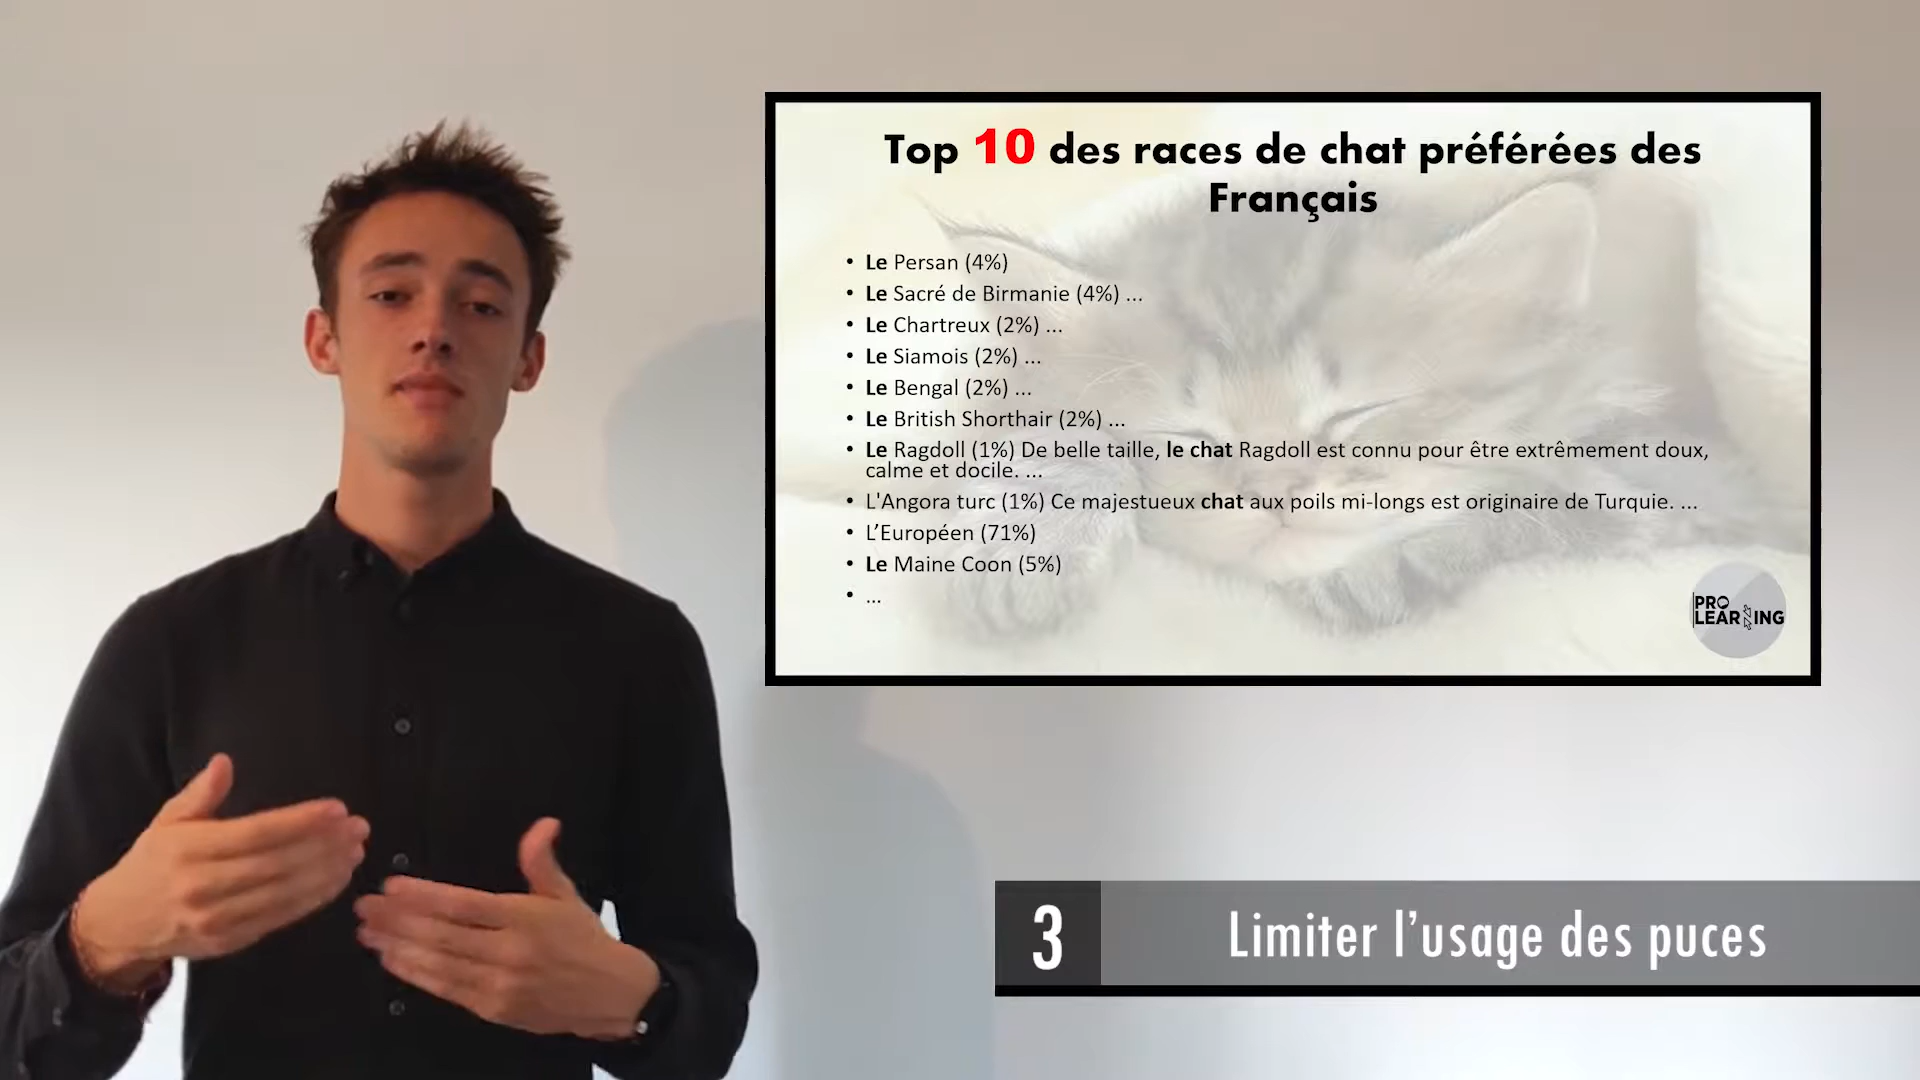 Top 10 des races de chat préférées des
Français
• Le Persan (4%)
• Le Sacré de Birmanie (4%) ...
• Le Chartreux (2%) ...
• Le Siamois (2%) ...
• Le Bengal (2%) ...
• Le British Shorthair (2%) ...
• Le Ragdoll (1%) De belle taille, le chat Ragdoll est connu pour être extrêmement doux,
calme et docile. ...
• L'Angora turc (1%) Ce majestueux chat aux poils mi-longs est originaire de Turquie. ...
• L’Européen (71%)
• Le Maine Coon (5%)
• ...
PRO
LEARNING
3 Limiter l’usage des puces